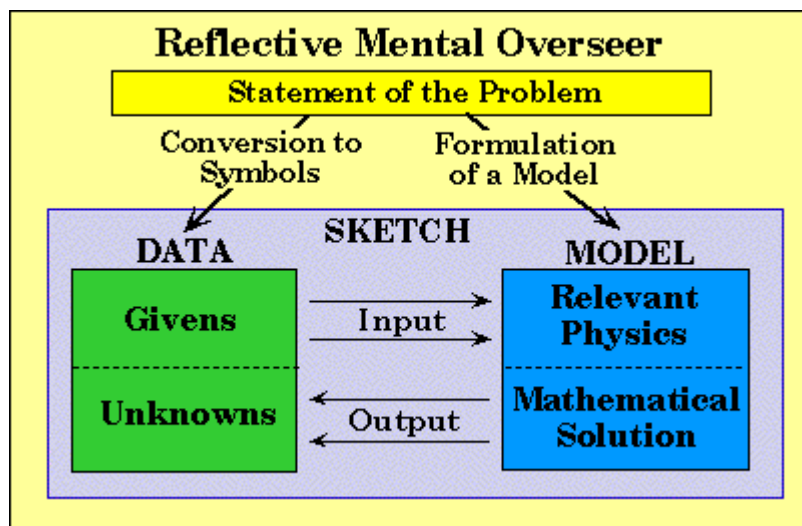 Reflective Mental Overseer
Statement of the Problem
Conversion to
Symbols
Formulation
of a Model
SKETCH
DATA
MODEL
Givens
Input
Relevant
Physics
Unknowns
Output
Mathematical
Solution